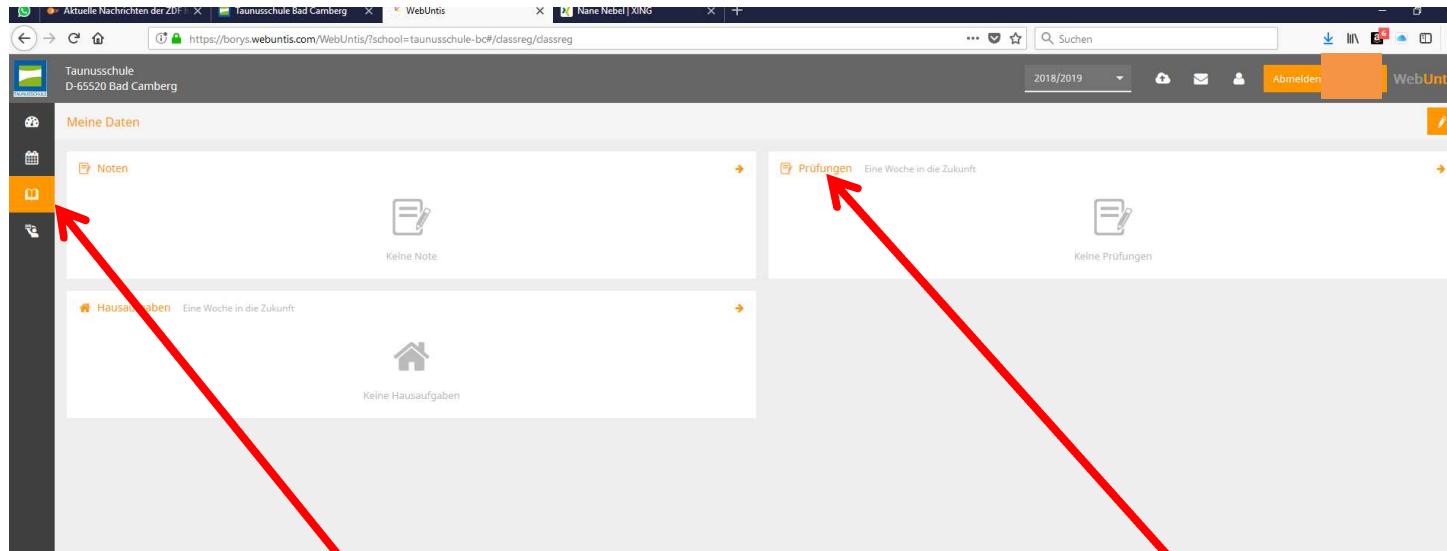 Aktuelle Nachrichten der ZDF
Taunusschule Bad Camberg
WebUntis
Nane Nebel | XING
https://borys.webuntis.com/WebUntis/?school=taunusschule-bc#/classreg/classreg
Suchen
Taunusschule
D-65520 Bad Camberg
2018/2019
Abmelden
WebUnt
Meine Daten
Noten
Prüfungen Eine Woche in die Zukunft
Keine Note
Keine Prüfungen
Hausaufgaben Eine Woche in die Zukunft
Keine Hausaufgaben